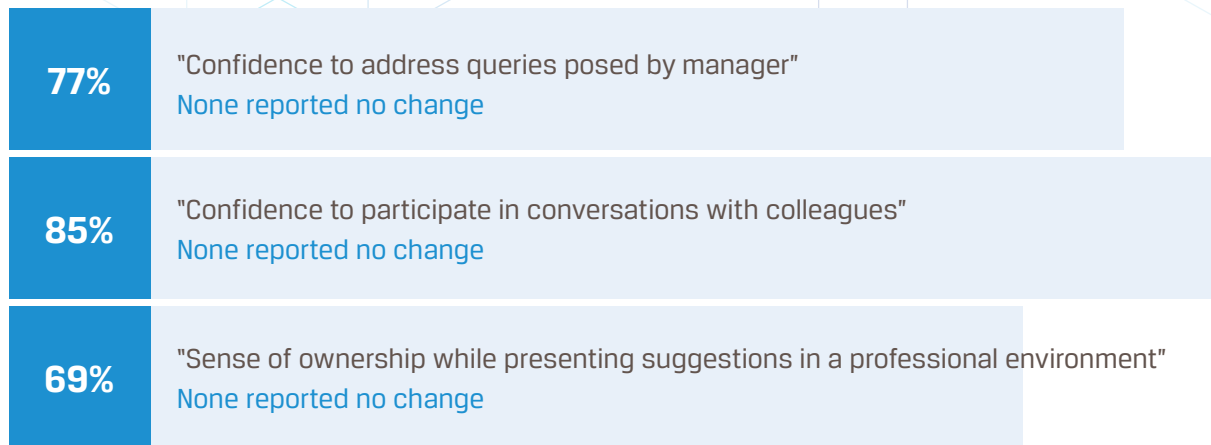 77%
"Confidence to address queries posed by manager"
None reported no change
85%
"Confidence to participate in conversations with colleagues"
None reported no change
69%
"Sense of ownership while presenting suggestions in a professional environment"
None reported no change